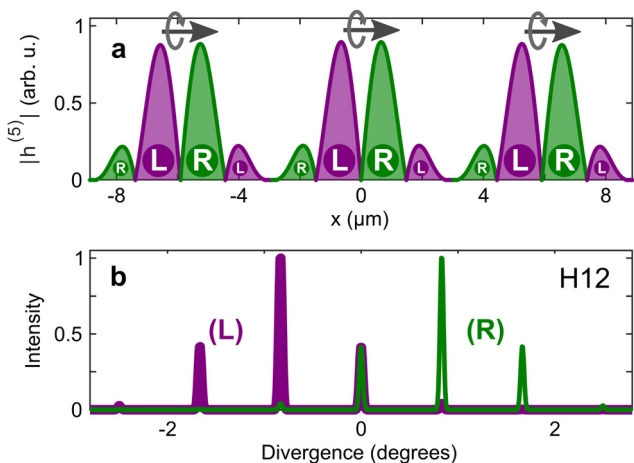 a
|h^(5)| (arb. u.)
1
0.5
0
R L R L R L R L R L R L
-8 -4 0 4 8
x (μm)
b
H12
(L) (R)
Intensity
1
0.5
0
-2 0 2
Divergence (degrees)